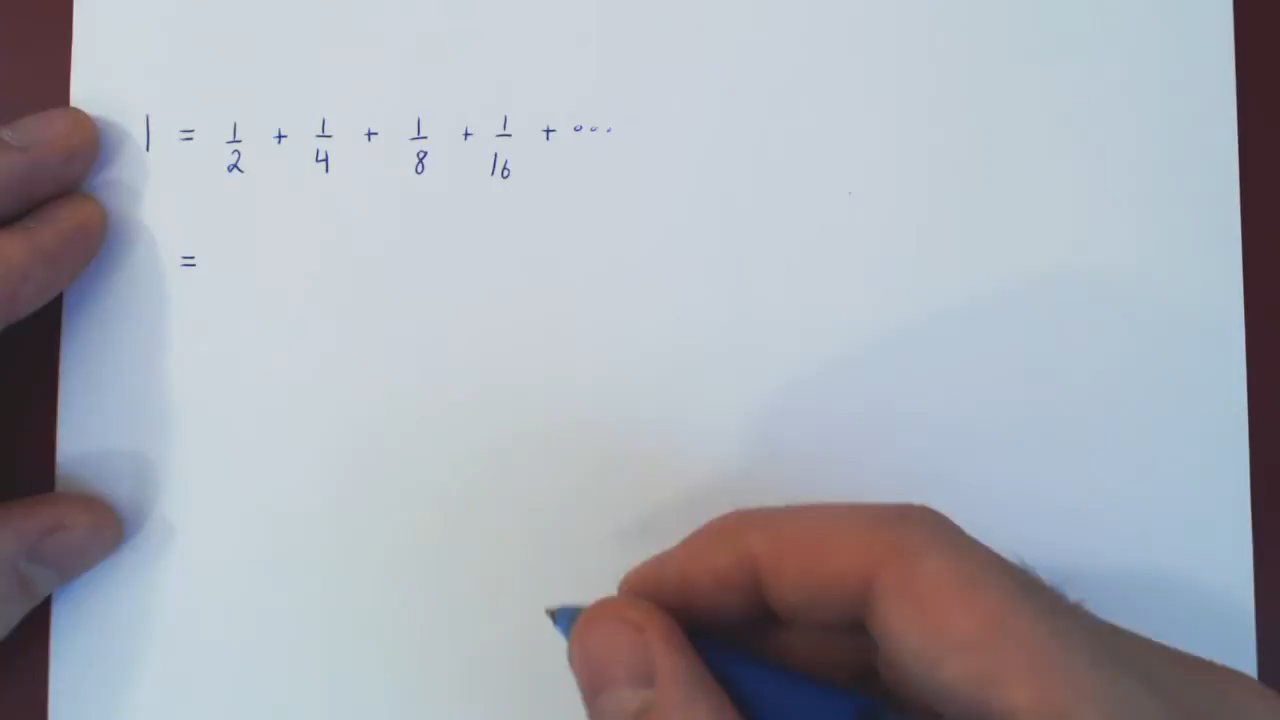 1 = 1/2 + 1/4 + 1/8 + 1/16 + ...
=